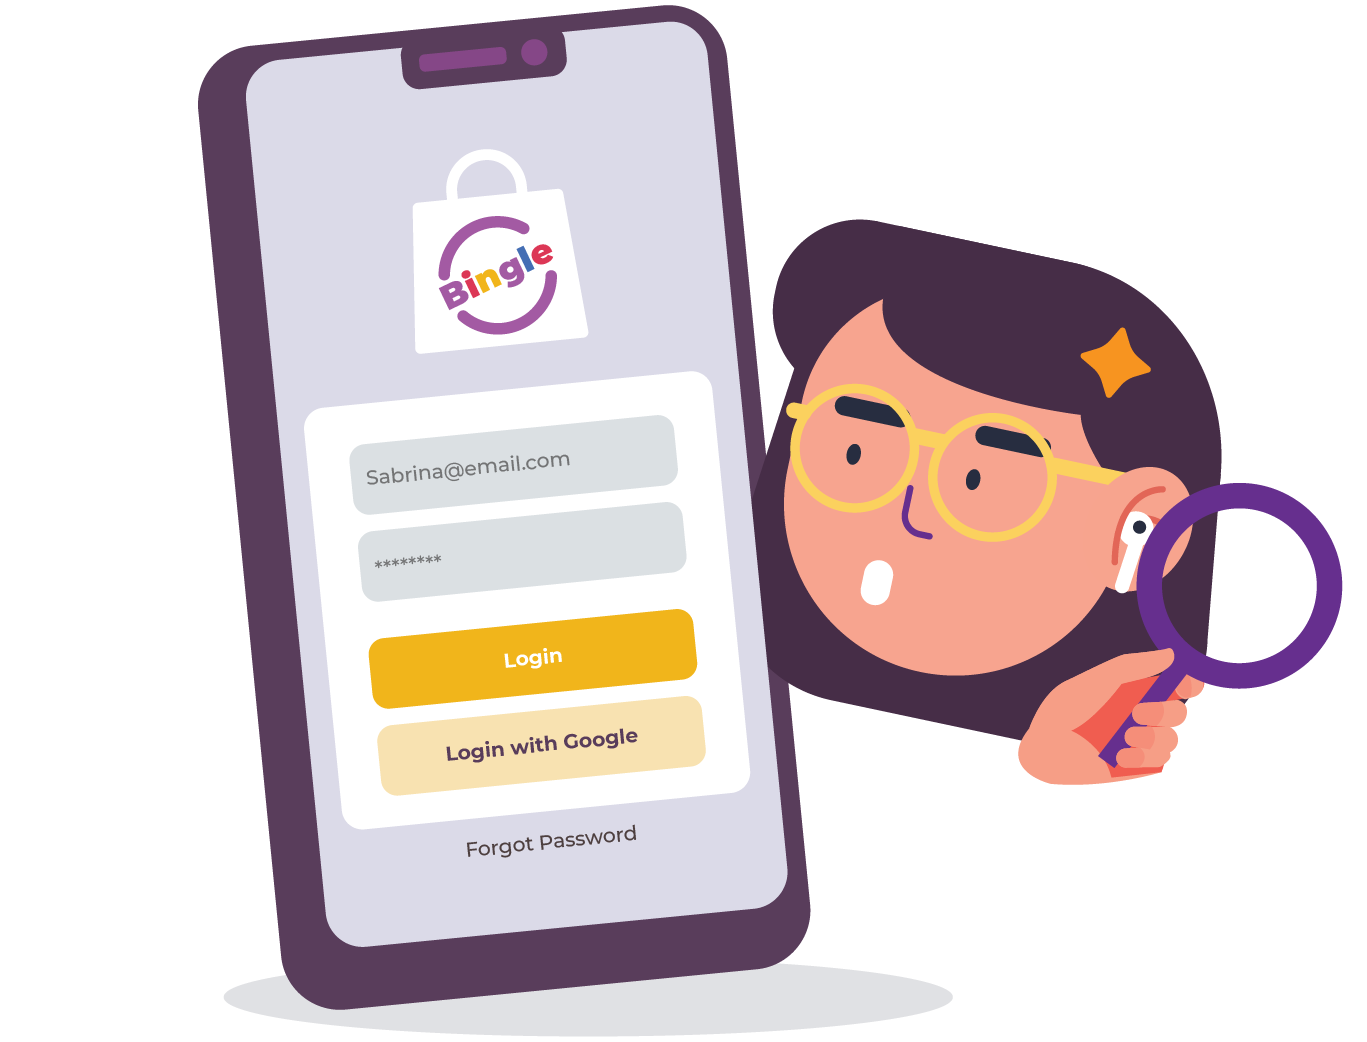 Bingle
Sabrina@email.com
********
Login
Login with Google
Forgot Password